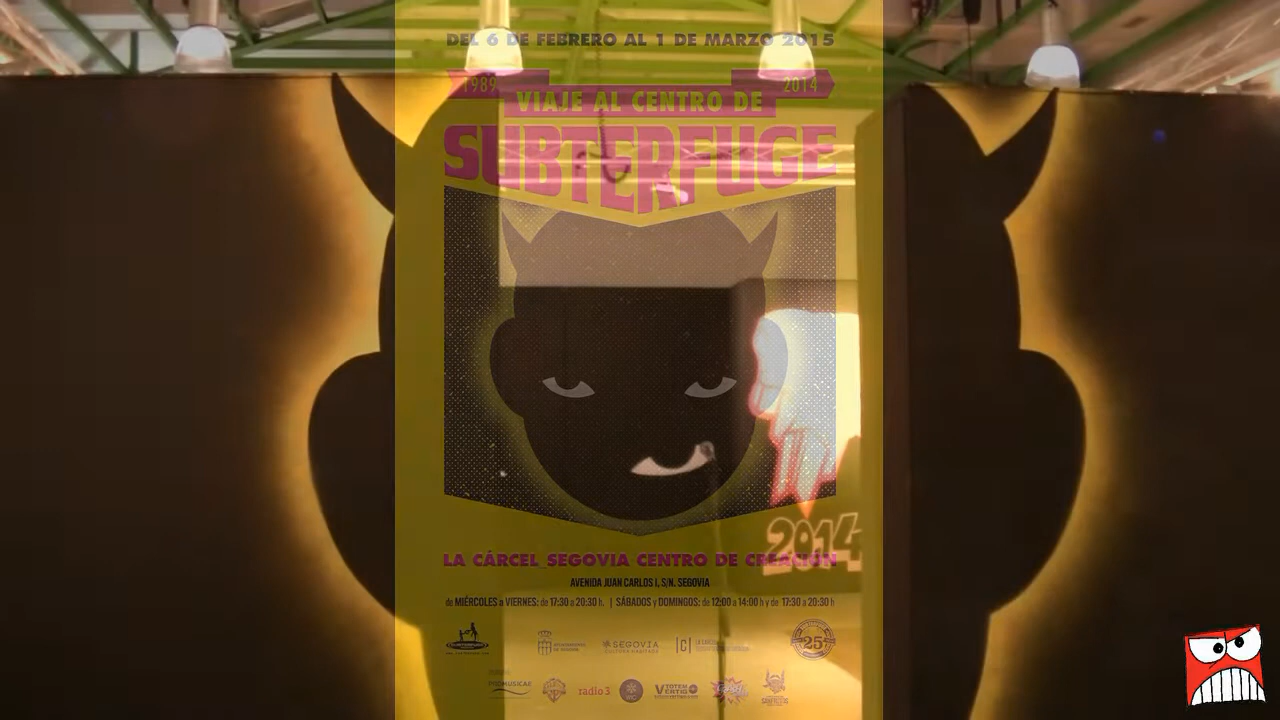 DEL 6 DE FEBRERO AL 1 DE MARZO 2015
1989 2014
VIAJE AL CENTRO DE
SUBTERFUGE
2014
LA CÁRCEL SEGOVIA CENTRO DE CREACIÓN
AVENIDA JUAN CARLOS I, S/N. SEGOVIA
de MIÉRCOLES a VIERNES: de 17:30 a 20:30 h. | SÁBADOS y DOMINGOS: de 12:00 a 14:00 h y de 17:30 a 20:30 h
SEGOVIA
25
PROMUSICAE
radio 3